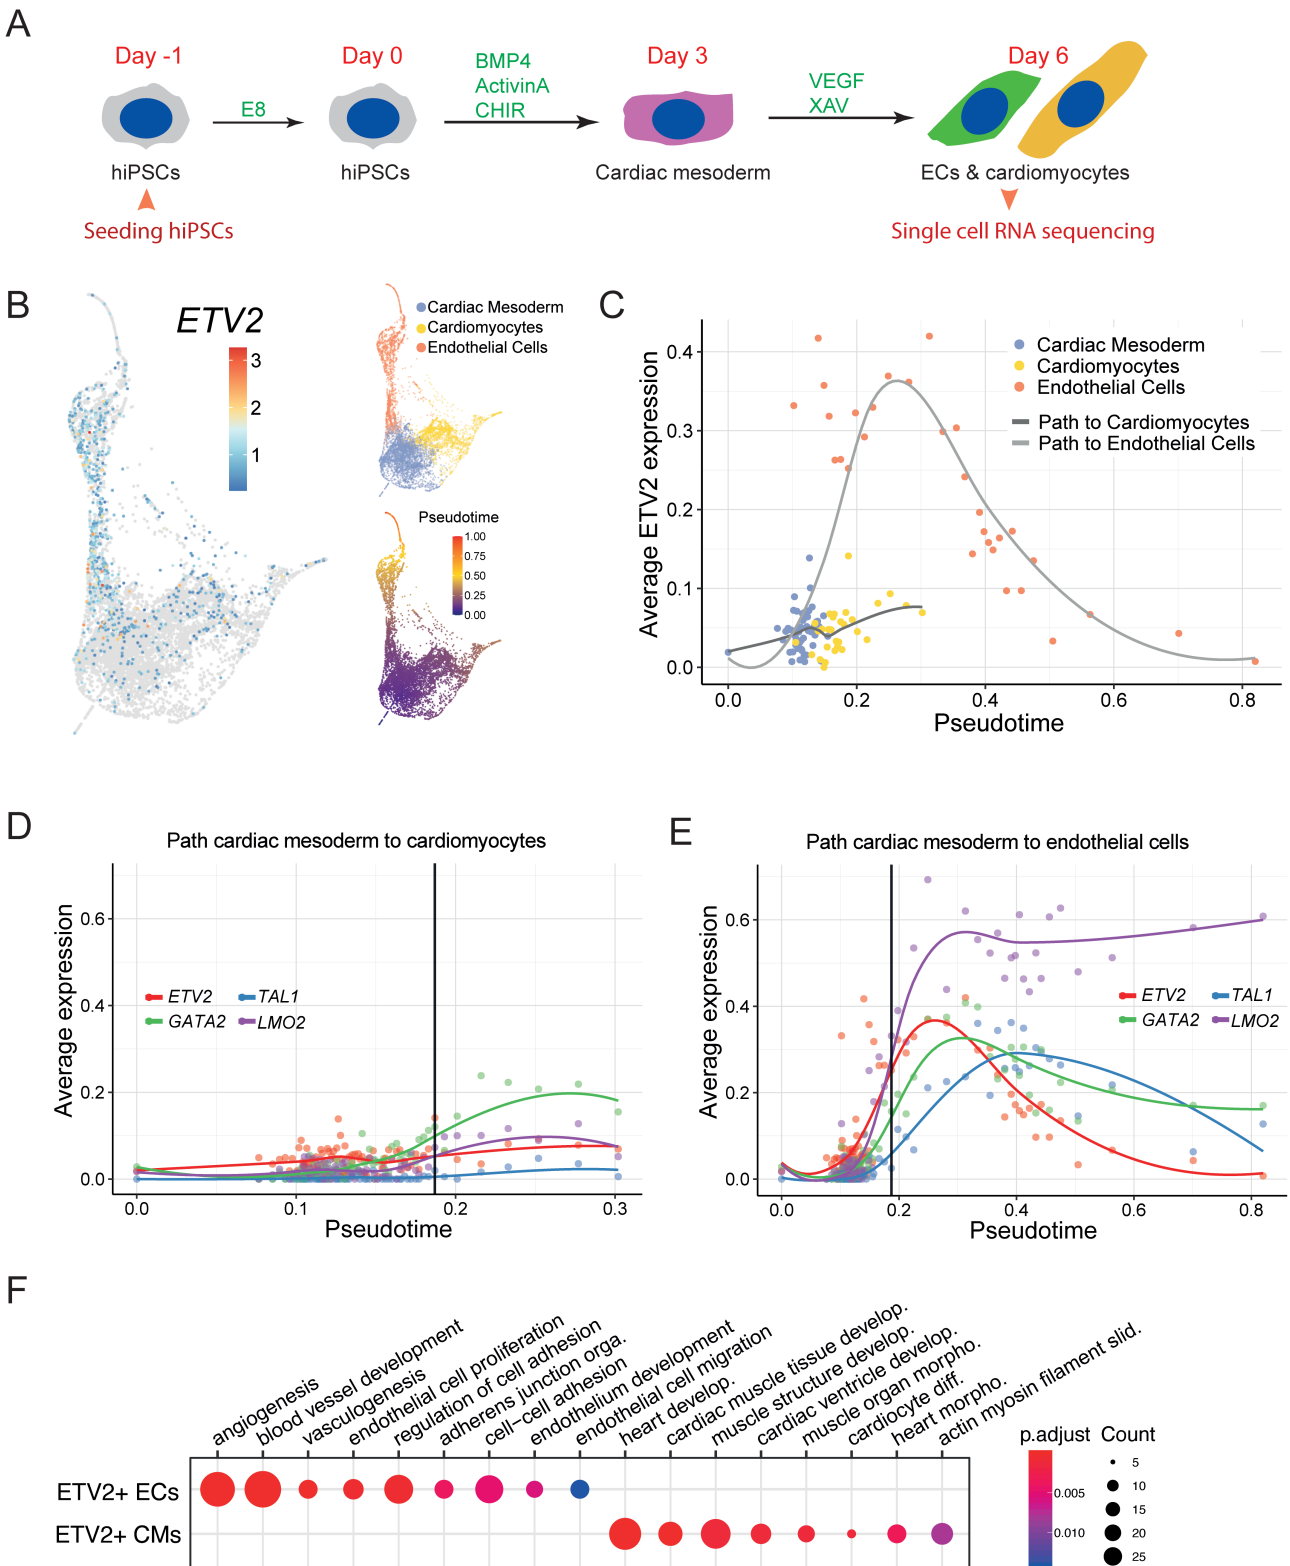 A
Day -1
Day 0
Day 3
Day 6
E8
BMP4
ActivinA
CHIR
VEGF
XAV
hiPSCs
hiPSCs
Cardiac mesoderm
ECs & cardiomyocytes
Seeding hiPSCs
Single cell RNA sequencing
B
ETV2
3
2
1
Cardiac Mesoderm
Cardiomyocytes
Endothelial Cells
Pseudotime
1.00
0.75
0.50
0.25
0.00
C
Average ETV2 expression
0.4
0.3
0.2
0.1
0.0
Cardiac Mesoderm
Cardiomyocytes
Endothelial Cells
Path to Cardiomyocytes
Path to Endothelial Cells
0.0 0.2 0.4 0.6 0.8
Pseudotime
D
Path cardiac mesoderm to cardiomyocytes
Average expression
0.6
0.4
0.2
0.0
ETV2 TAL1
GATA2 LMO2
0.0 0.1 0.2 0.3
Pseudotime
E
Path cardiac mesoderm to endothelial cells
Average expression
0.6
0.4
0.2
0.0
ETV2 TAL1
GATA2 LMO2
0.0 0.2 0.4 0.6 0.8
Pseudotime
F
angiogenesis
blood vessel development
vasculogenesis
endothelial cell proliferation
regulation of cell adhesion
adherens junction orga.
cell-cell adhesion
endothelium development
endothelial cell migration
heart develop.
cardiac muscle tissue develop.
muscle structure develop.
cardiac ventricle develop.
muscle organ morpho.
cardiocyte diff.
heart morpho.
actin myosin filament slid.
ETV2+ ECs
ETV2+ CMs
p.adjust
0.005
0.010
Count
5
10
15
20
25